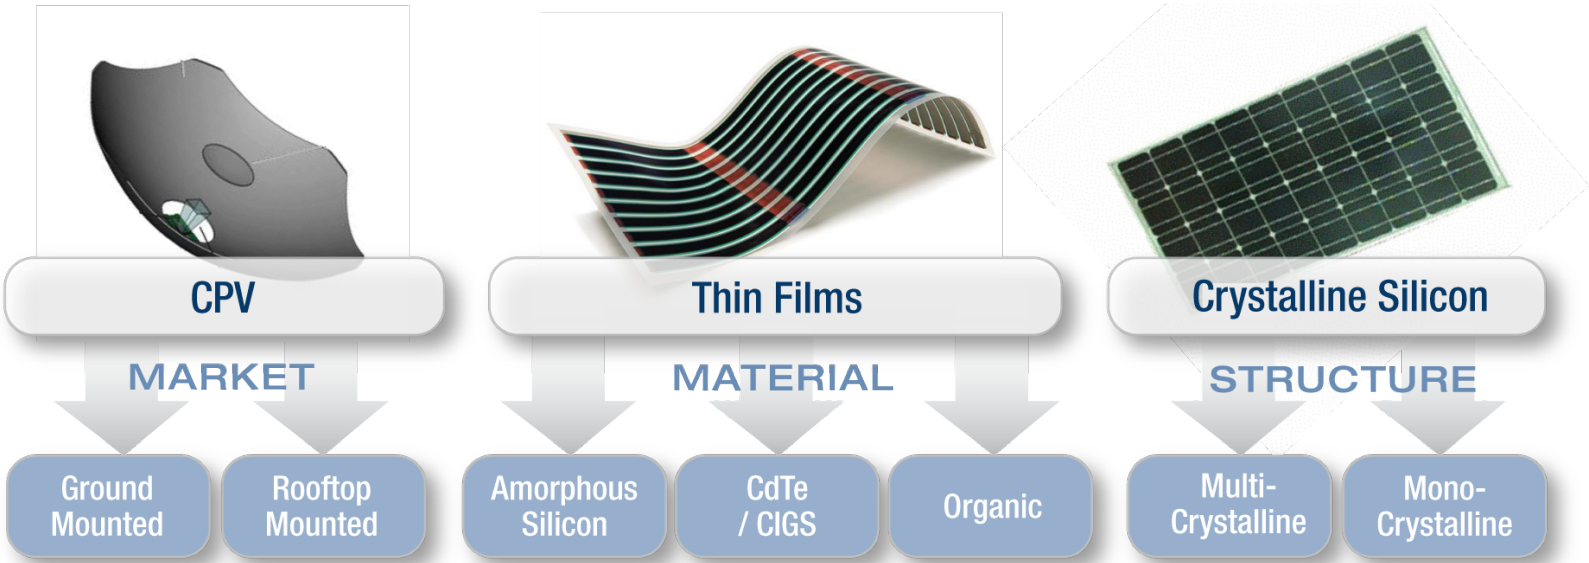 CPV
Thin Films
Crystalline Silicon
MARKET
MATERIAL
STRUCTURE
Ground
Mounted
Rooftop
Mounted
Amorphous
Silicon
CdTe
/ CIGS
Organic
Multi-
Crystalline
Mono-
Crystalline